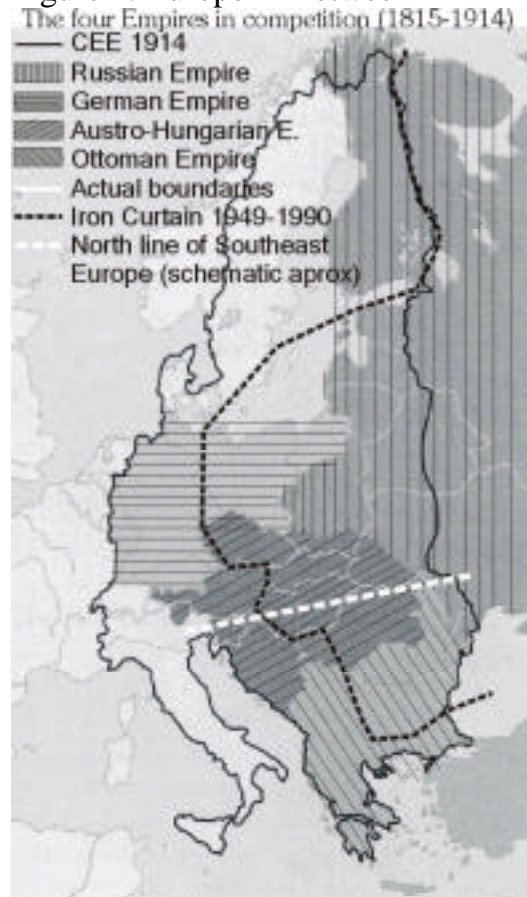 The four Empires in competition (1815-1914)
CEE 1914
Russian Empire
German Empire
Austro-Hungarian E.
Ottoman Empire
Actual boundaries
Iron Curtain 1949-1990
North line of Southeast
Europe (schematic aprox)